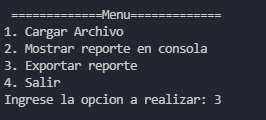 =============Menu=============
1. Cargar Archivo
2. Mostrar reporte en consola
3. Exportar reporte
4. Salir
Ingrese la opcion a realizar: 3